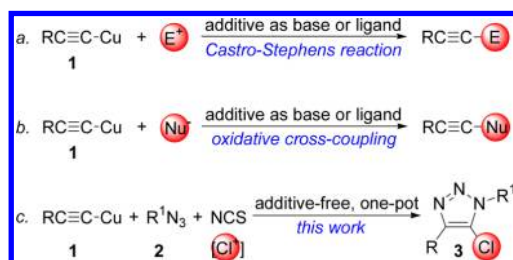 a. RC≡C-Cu + E⁺ additive as base or ligand RC≡C-E
1 Castro-Stephens reaction
b. RC≡C-Cu + Nu⁻ additive as base or ligand RC≡C-Nu
1 oxidative cross-coupling
c. RC≡C-Cu + R¹N₃ + NCS additive-free, one-pot N N N R¹ R Cl
1 2 [Cl⁺] this work 3